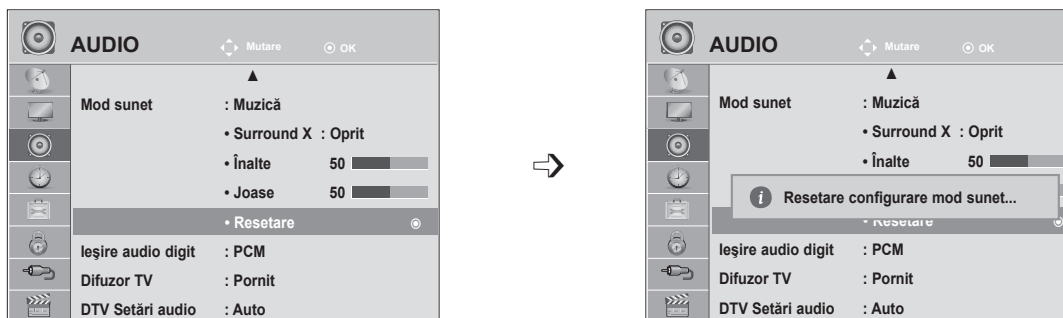 AUDIO Mutare OK
Mod sunet : Muzică
• Surround X : Oprit
• Înalte 50
• Joase 50
• Resetare
Ieşire audio digit : PCM
Difuzor TV : Pornit
DTV Setări audio : Auto
AUDIO Mutare OK
Mod sunet : Muzică
• Surround X : Oprit
• Înalte 50
i Resetare configurare mod sunet...
• Resetare
Ieşire audio digit : PCM
Difuzor TV : Pornit
DTV Setări audio : Auto